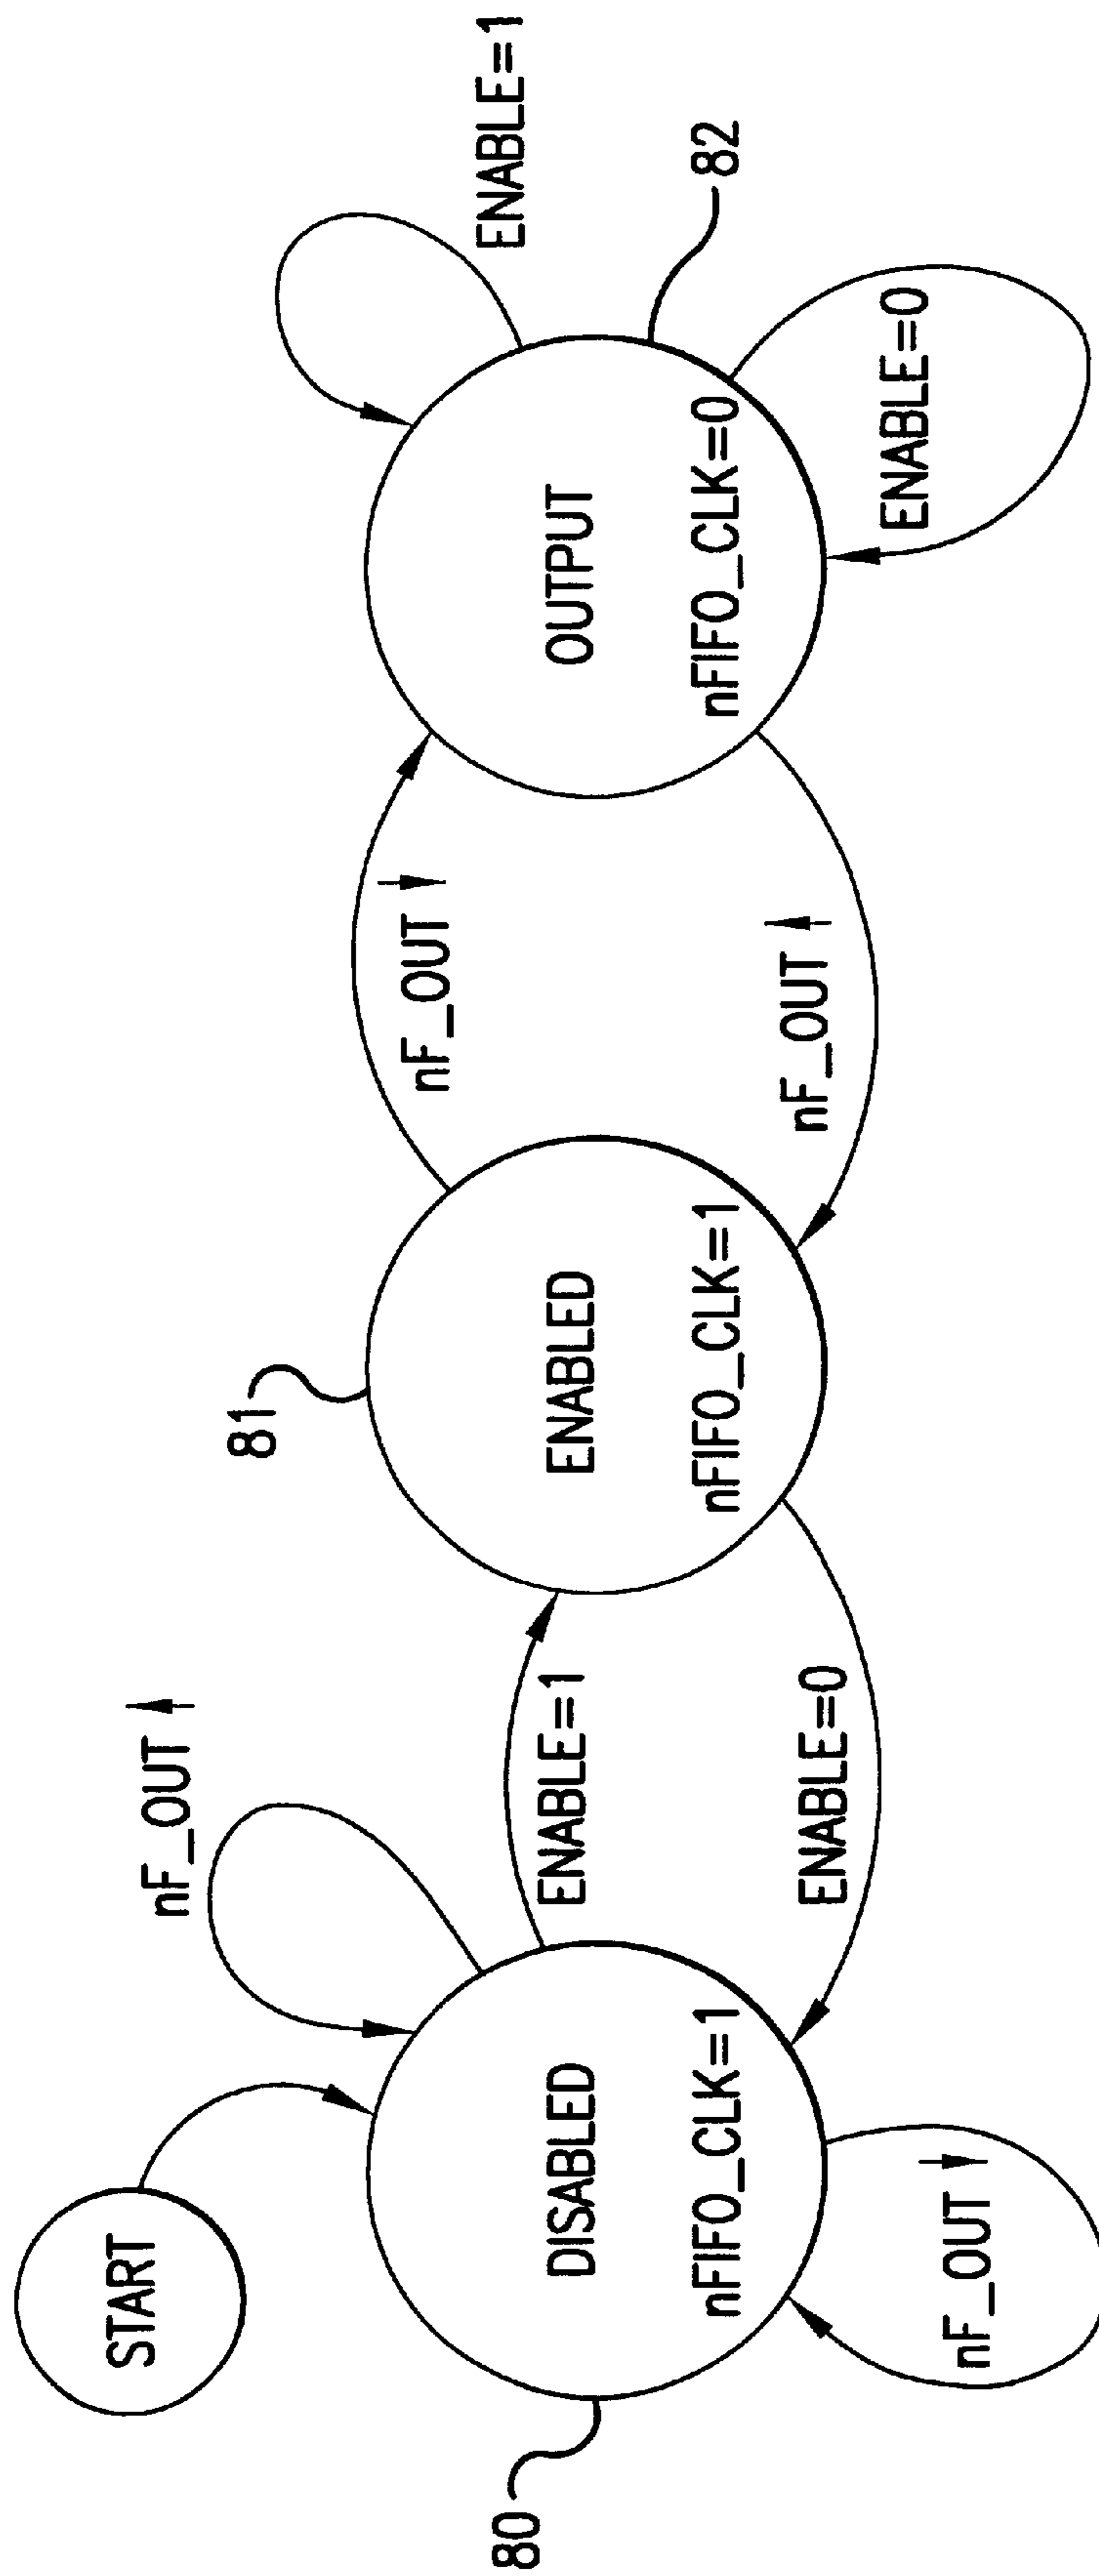 START
nF_OUT ↑
80
DISABLED
nFIFO_CLK=1
nF_OUT ↓
ENABLE=1
ENABLE=0
81
ENABLED
nFIFO_CLK=1
nF_OUT ↓
nF_OUT ↑
OUTPUT
nFIFO_CLK=0
ENABLE=1
82
ENABLE=0